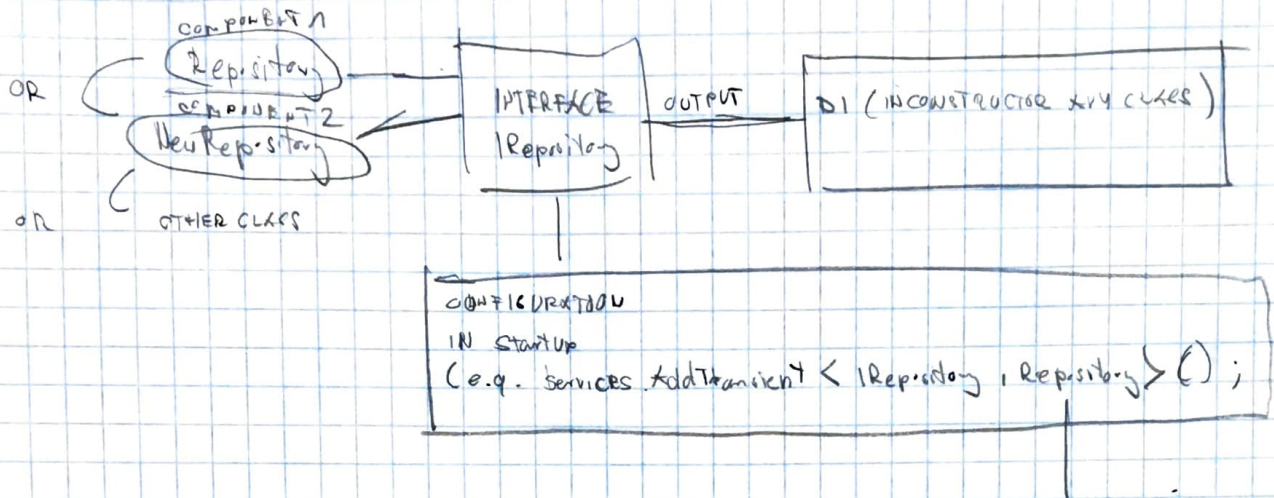 COMPONENT 1
Repository
OR
COMPONENT 2
NewRepository
OR
OTHER CLASS
INTERFACE
IRepository
OUTPUT
DI (IN CONSTRUCTOR ANY CLASS)
CONFIGURATION
IN Startup
(e.g. services.AddTransient < IRepository , Repository > () ;